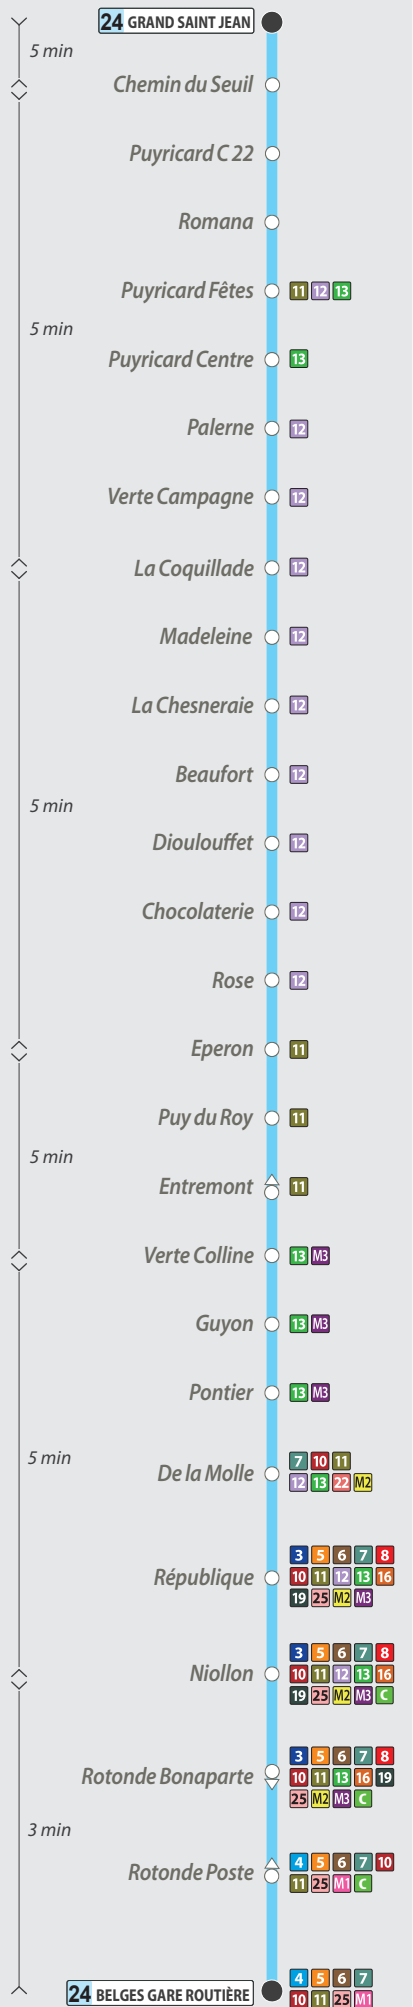 24 GRAND SAINT JEAN
5 min
Chemin du Seuil
Puyricard C 22
Romana
Puyricard Fêtes 11 12 13
5 min
Puyricard Centre 13
Palerne 12
Verte Campagne 12
La Coquillade 12
Madeleine 12
La Chesneraie 12
Beaufort 12
5 min
Dioulouffet 12
Chocolaterie 12
Rose 12
Eperon 11
Puy du Roy 11
5 min
Entremont 11
Verte Colline 13 M3
Guyon 13 M3
Pontier 13 M3
5 min
7 10 11
De la Molle
12 13 22 M2
3 5 6 7 8
République 10 11 12 13 16
19 25 M2 M3
3 5 6 7 8
Niollon 10 11 12 13 16
19 25 M2 M3 C
3 5 6 7 8
Rotonde Bonaparte 10 11 13 16 19
25 M2 M3 C
3 min
4 5 6 7 10
Rotonde Poste
11 25 M1 C
4 5 6 7
24 BELGES GARE ROUTIÈRE
10 11 25 M1